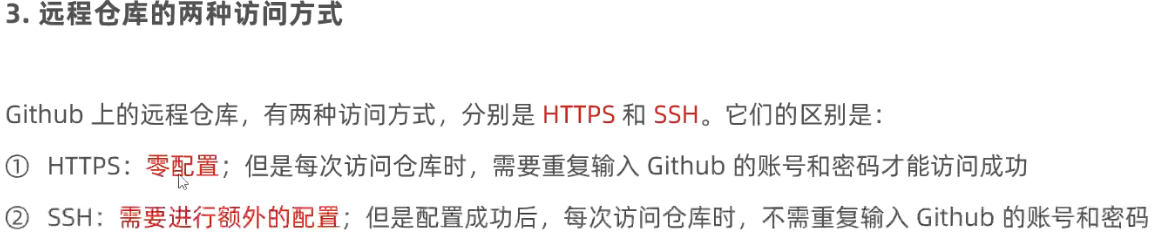 3. 远程仓库的两种访问方式
Github 上的远程仓库，有两种访问方式，分别是 HTTPS 和 SSH。它们的区别是：
① HTTPS：零配置；但是每次访问仓库时，需要重复输入 Github 的账号和密码才能访问成功
② SSH：需要进行额外的配置；但是配置成功后，每次访问仓库时，不需重复输入 Github 的账号和密码